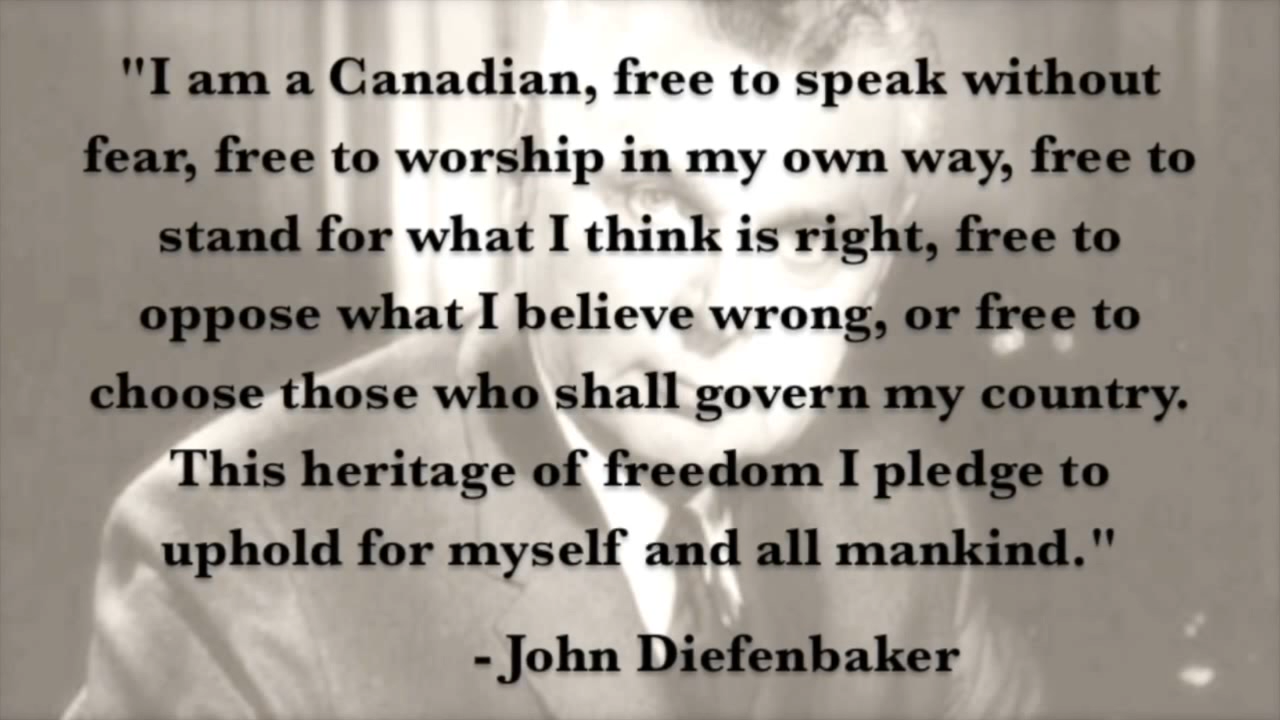 "I am a Canadian, free to speak without
fear, free to worship in my own way, free to
stand for what I think is right, free to
oppose what I believe wrong, or free to
choose those who shall govern my country.
This heritage of freedom I pledge to
uphold for myself and all mankind."
- John Diefenbaker